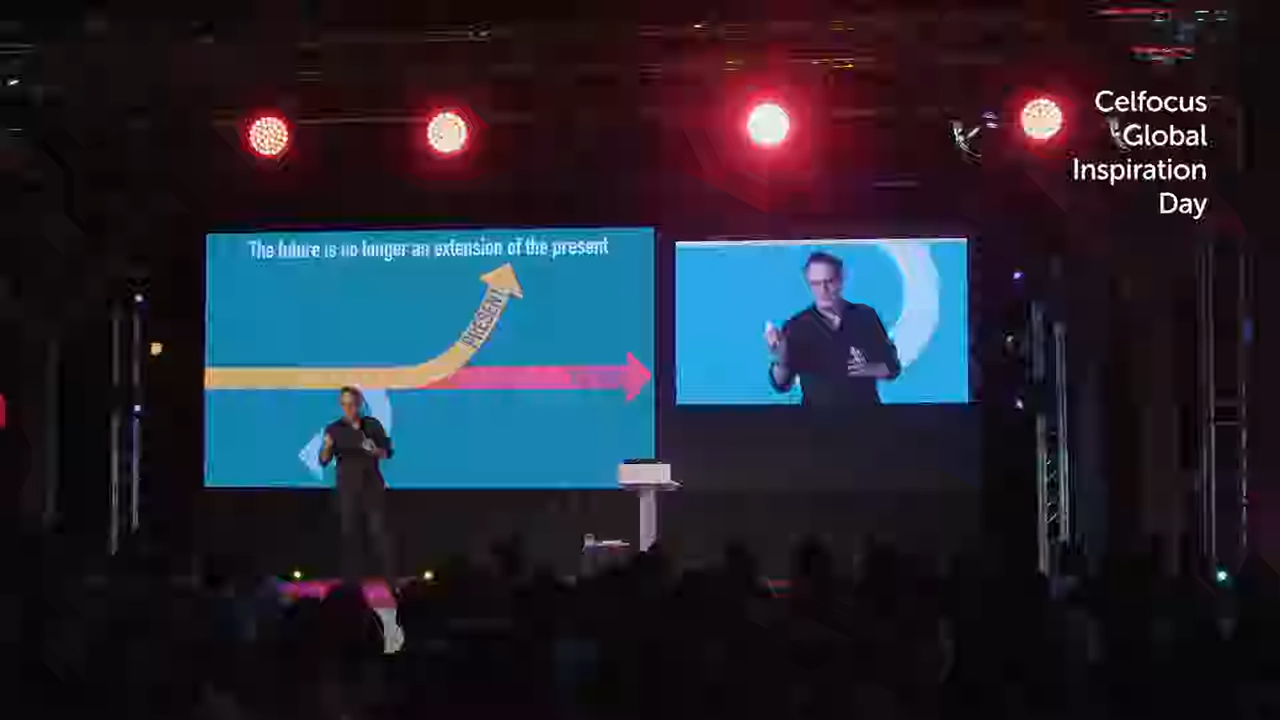 Celfocus
Global
Inspiration
Day
The future is no longer an extension of the present
PRESENT